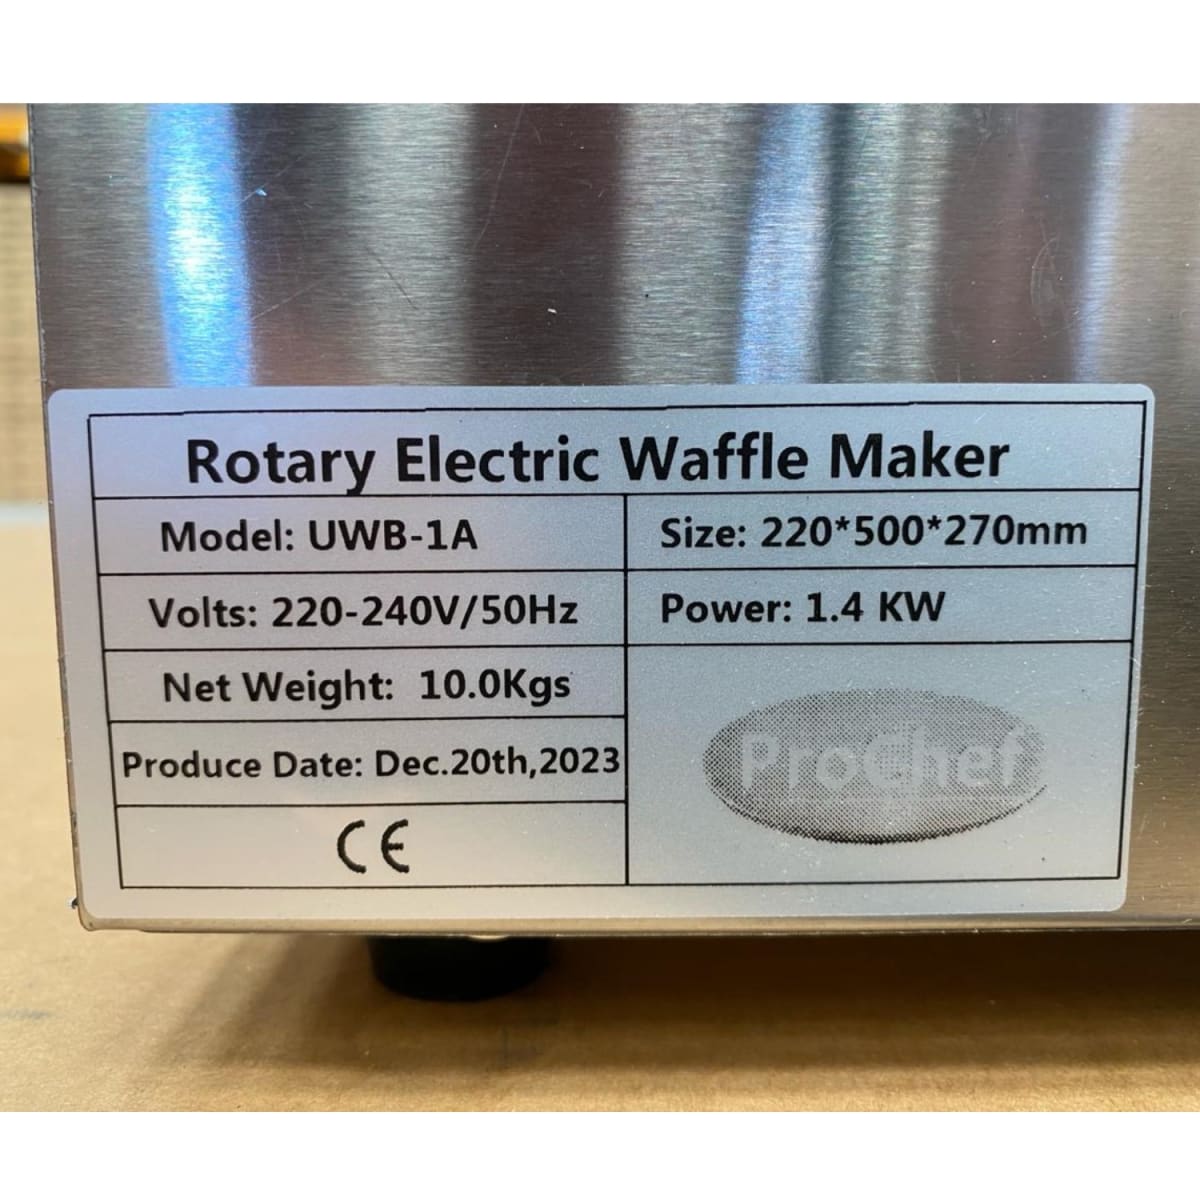 Rotary Electric Waffle Maker
Model: UWB-1A
Size: 220*500*270mm
Volts: 220-240V/50Hz
Power: 1.4 KW
Net Weight: 10.0Kgs
Produce Date: Dec.20th,2023
ProChef
CE